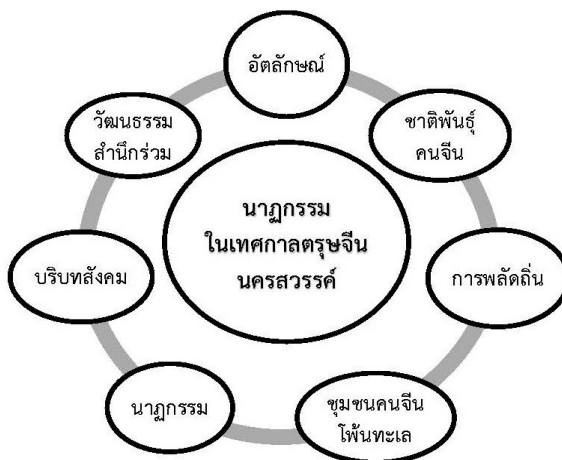 อัตลักษณ์
ชาติพันธุ์
คนจีน
การพลัดถิ่น
ชุมชนคนจีน
โพ้นทะเล
นาฏกรรม
บริบทสังคม
วัฒนธรรม
สำนึกร่วม
นาฏกรรม
ในเทศกาลตรุษจีน
นครสวรรค์